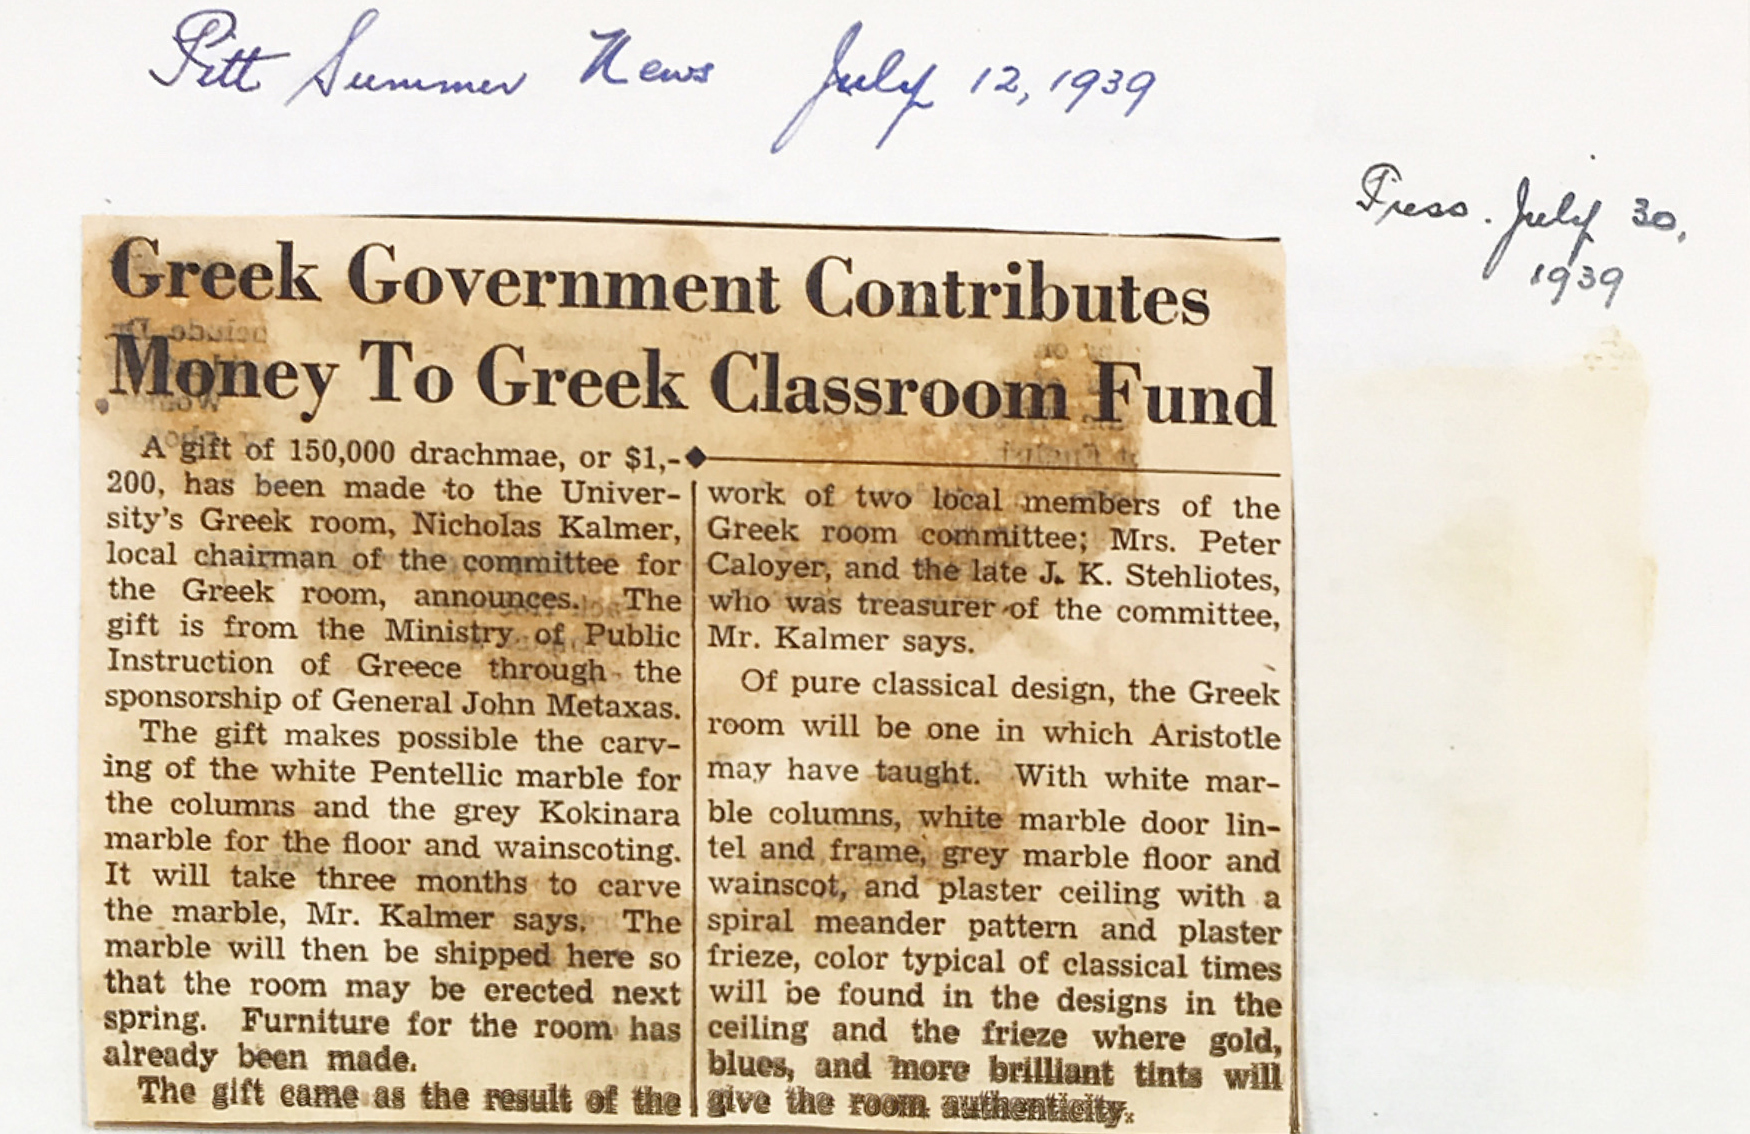 Pitt Summer News July 12, 1939
Press. July 30,
1939
Greek Government Contributes
Money To Greek Classroom Fund
A gift of 150,000 drachmae, or $1,-
200, has been made to the Univer-
sity's Greek room, Nicholas Kalmer,
local chairman of the committee for
the Greek room, announces. The
gift is from the Ministry of Public
Instruction of Greece through the
sponsorship of General John Metaxas.
The gift makes possible the carv-
ing of the white Pentellic marble for
the columns and the grey Kokinara
marble for the floor and wainscoting.
It will take three months to carve
the marble, Mr. Kalmer says. The
marble will then be shipped here so
that the room may be erected next
spring. Furniture for the room has
already been made.
The gift came as the result of the
work of two local members of the
Greek room committee; Mrs. Peter
Caloyer, and the late J. K. Stehliotes,
who was treasurer of the committee,
Mr. Kalmer says.
Of pure classical design, the Greek
room will be one in which Aristotle
may have taught. With white mar-
ble columns, white marble door lin-
tel and frame, grey marble floor and
wainscot, and plaster ceiling with a
spiral meander pattern and plaster
frieze, color typical of classical times
will be found in the designs in the
ceiling and the frieze where gold,
blues, and more brilliant tints will
give the room authenticity.